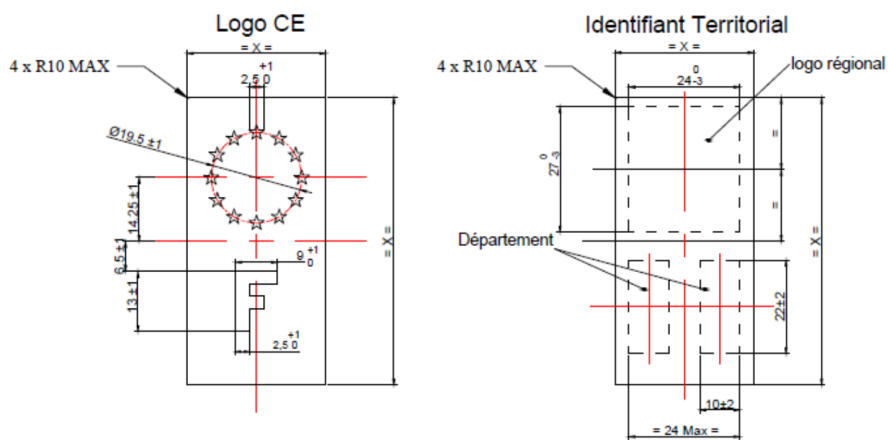 Logo CE
= X =
4 x R10 MAX
+1
2,5 0
Ø19.5 ±1
14.25 ±1
6.5 ±1
13 ±1
9 +1
0
+1
2,5 0
= X =
Identifiant Territorial
= X =
4 x R10 MAX
logo régional
0
24-3
0
27-3
=
=
Département
= X =
22±2
10±2
= 24 Max =